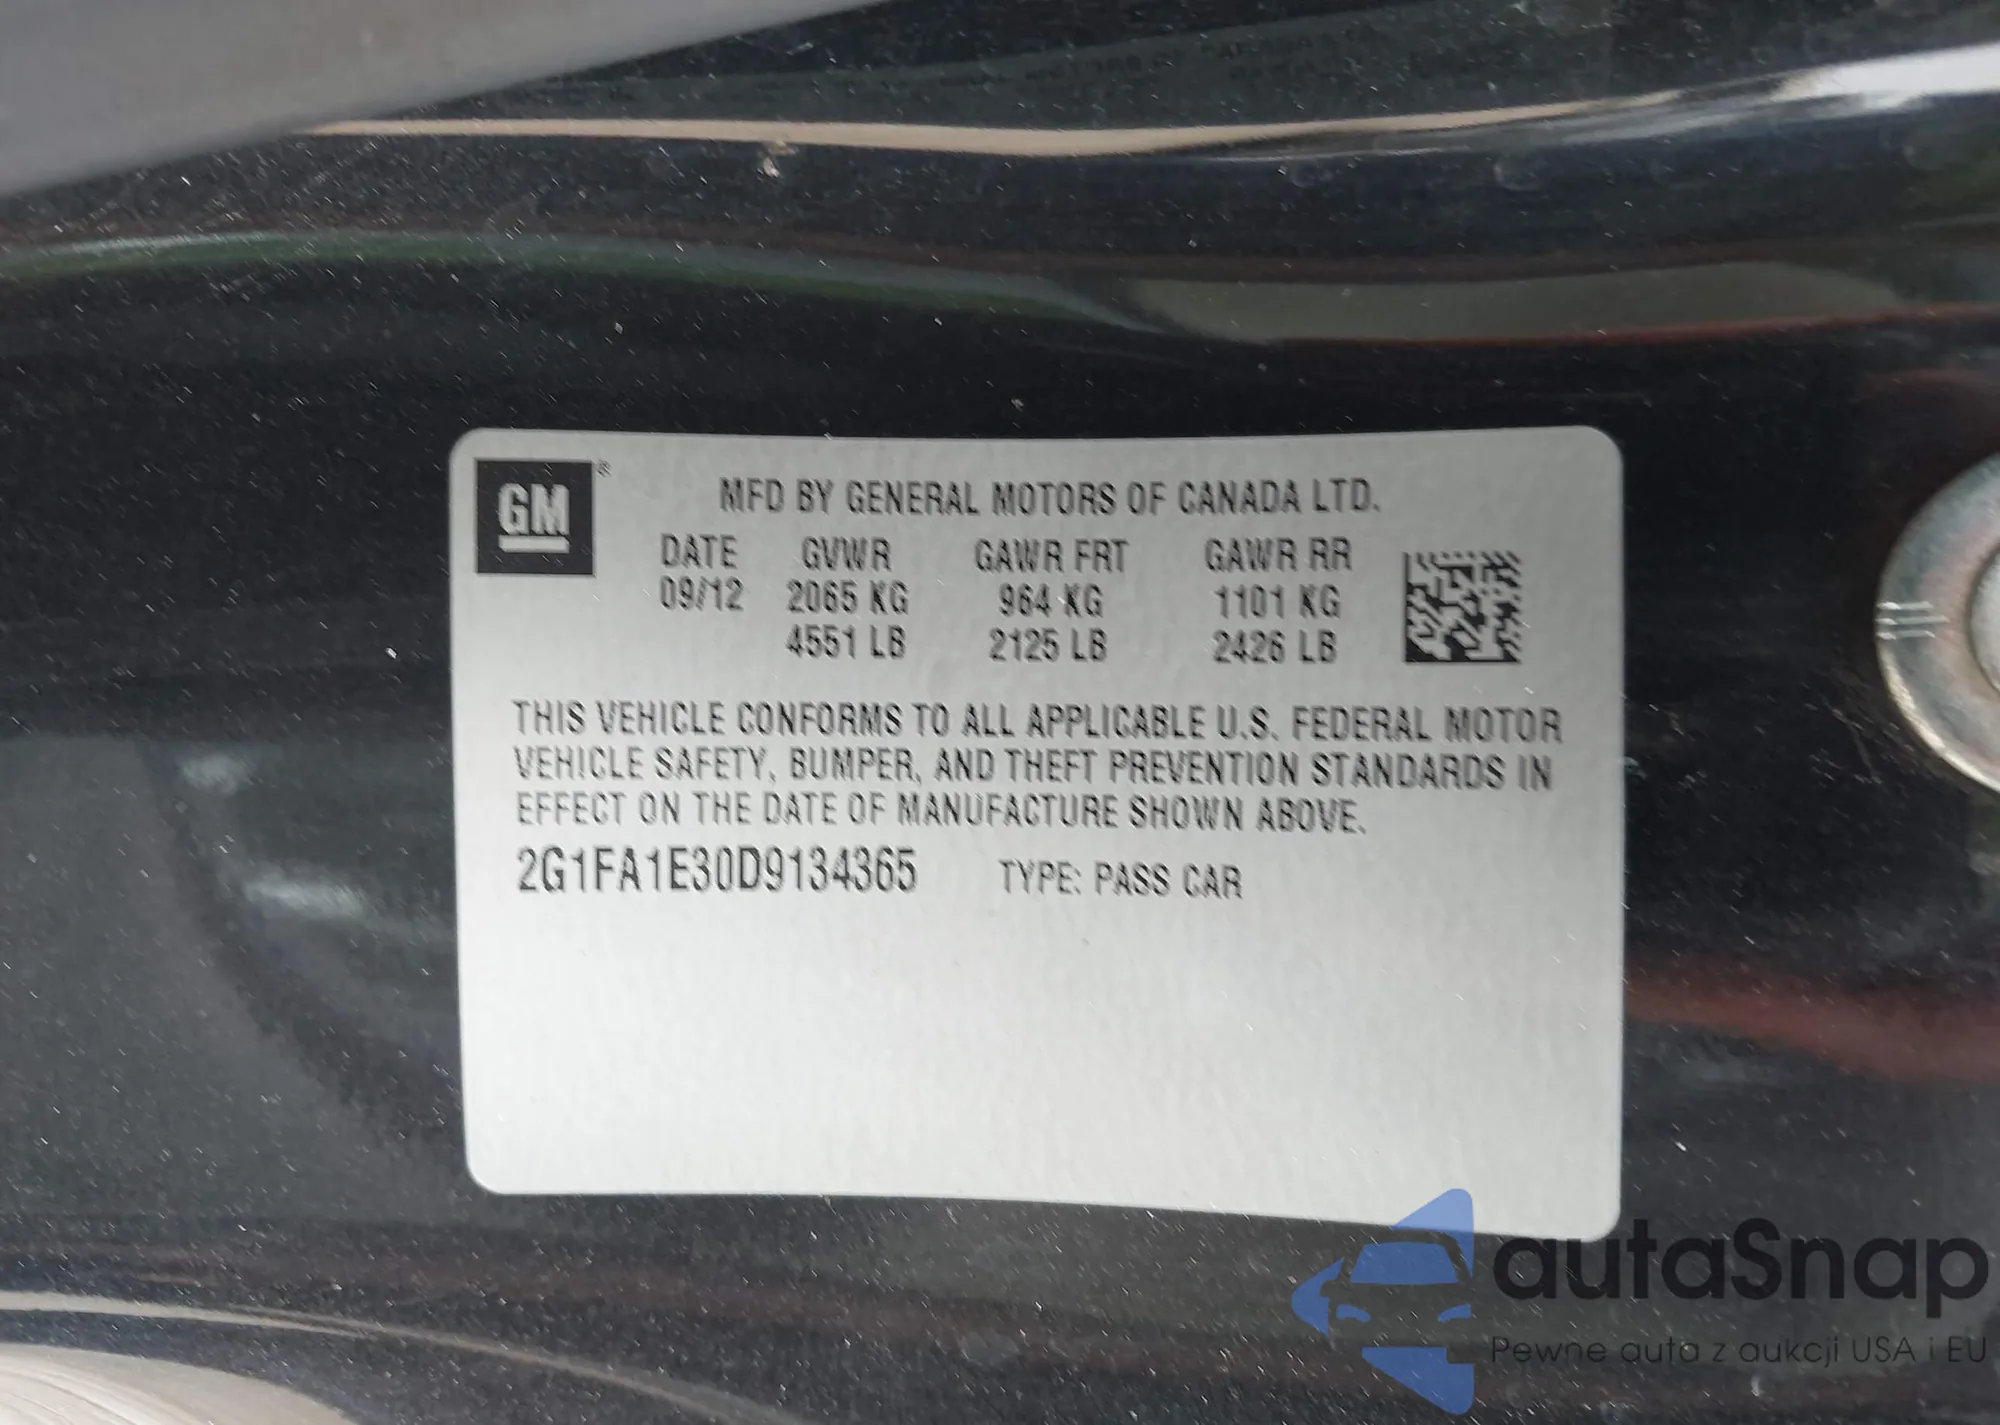 GM ®
MFD BY GENERAL MOTORS OF CANADA LTD.
DATE GVWR GAWR FRT GAWR RR
09/12 2065 KG 964 KG 1101 KG
4551 LB 2125 LB 2426 LB
THIS VEHICLE CONFORMS TO ALL APPLICABLE U.S. FEDERAL MOTOR
VEHICLE SAFETY, BUMPER, AND THEFT PREVENTION STANDARDS IN
EFFECT ON THE DATE OF MANUFACTURE SHOWN ABOVE.
2G1FA1E30D9134365 TYPE: PASS CAR
autaSnap
Pewne auta z aukcji USA i EU